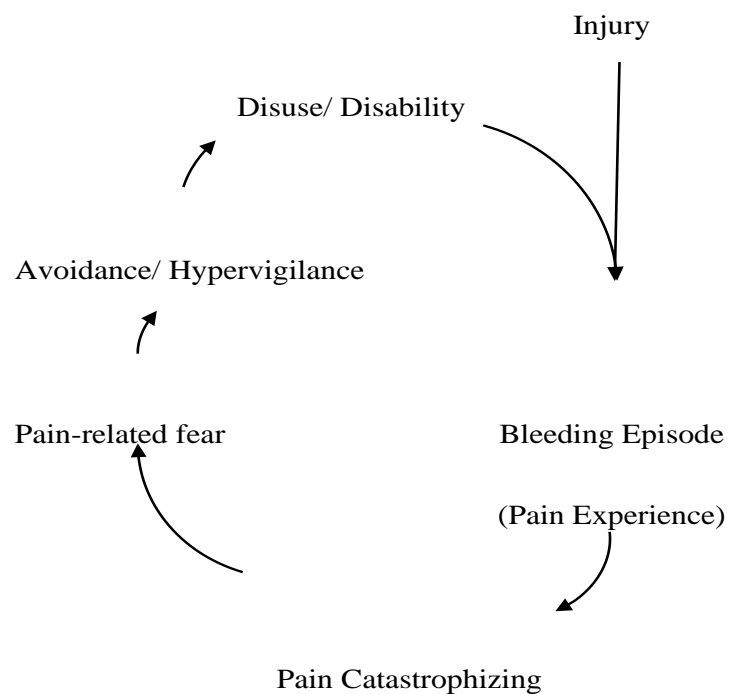 Injury
Disuse/ Disability
Avoidance/ Hypervigilance
Pain-related fear
Bleeding Episode
(Pain Experience)
Pain Catastrophizing